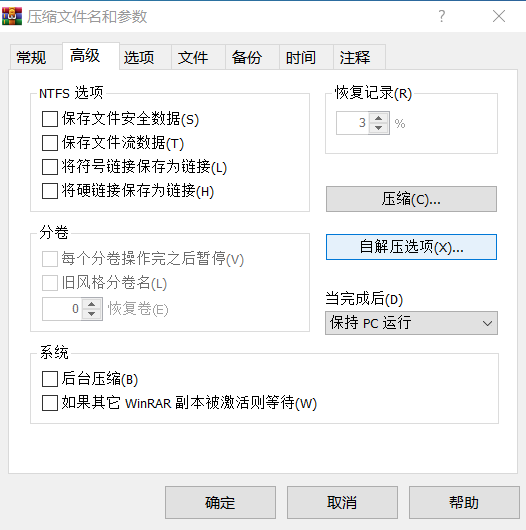 压缩文件名和参数
常规 高级 选项 文件 备份 时间 注释
NTFS 选项
保存文件安全数据(S)
保存文件流数据(T)
将符号链接保存为链接(L)
将硬链接保存为链接(H)
恢复记录(R)
3 %
压缩(C)...
分卷
每个分卷操作完之后暂停(V)
旧风格分卷名(L)
0 恢复卷(E)
自解压选项(X)...
当完成后(D)
保持 PC 运行
系统
后台压缩(B)
如果其它 WinRAR 副本被激活则等待(W)
确定 取消 帮助